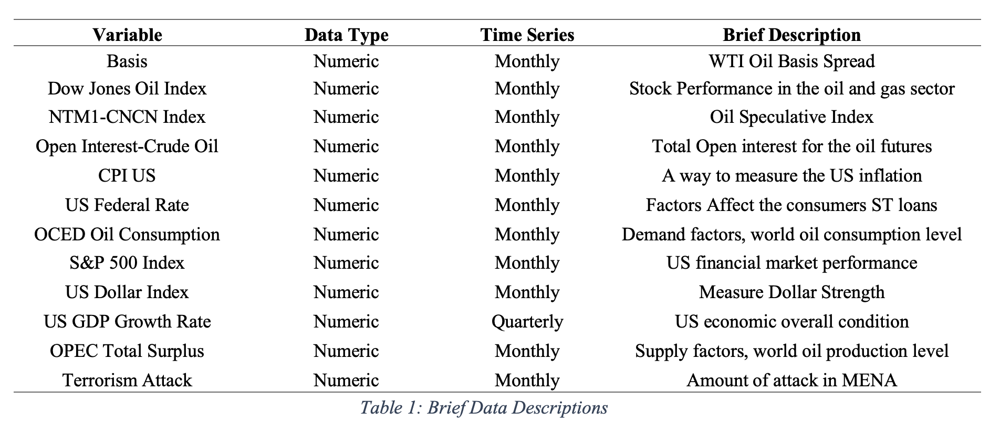 Variable Data Type Time Series Brief Description
Basis Numeric Monthly WTI Oil Basis Spread
Dow Jones Oil Index Numeric Monthly Stock Performance in the oil and gas sector
NTM1-CNCN Index Numeric Monthly Oil Speculative Index
Open Interest-Crude Oil Numeric Monthly Total Open interest for the oil futures
CPI US Numeric Monthly A way to measure the US inflation
US Federal Rate Numeric Monthly Factors Affect the consumers ST loans
OCED Oil Consumption Numeric Monthly Demand factors, world oil consumption level
S&P 500 Index Numeric Monthly US financial market performance
US Dollar Index Numeric Monthly Measure Dollar Strength
US GDP Growth Rate Numeric Quarterly US economic overall condition
OPEC Total Surplus Numeric Monthly Supply factors, world oil production level
Terrorism Attack Numeric Monthly Amount of attack in MENA
Table 1: Brief Data Descriptions